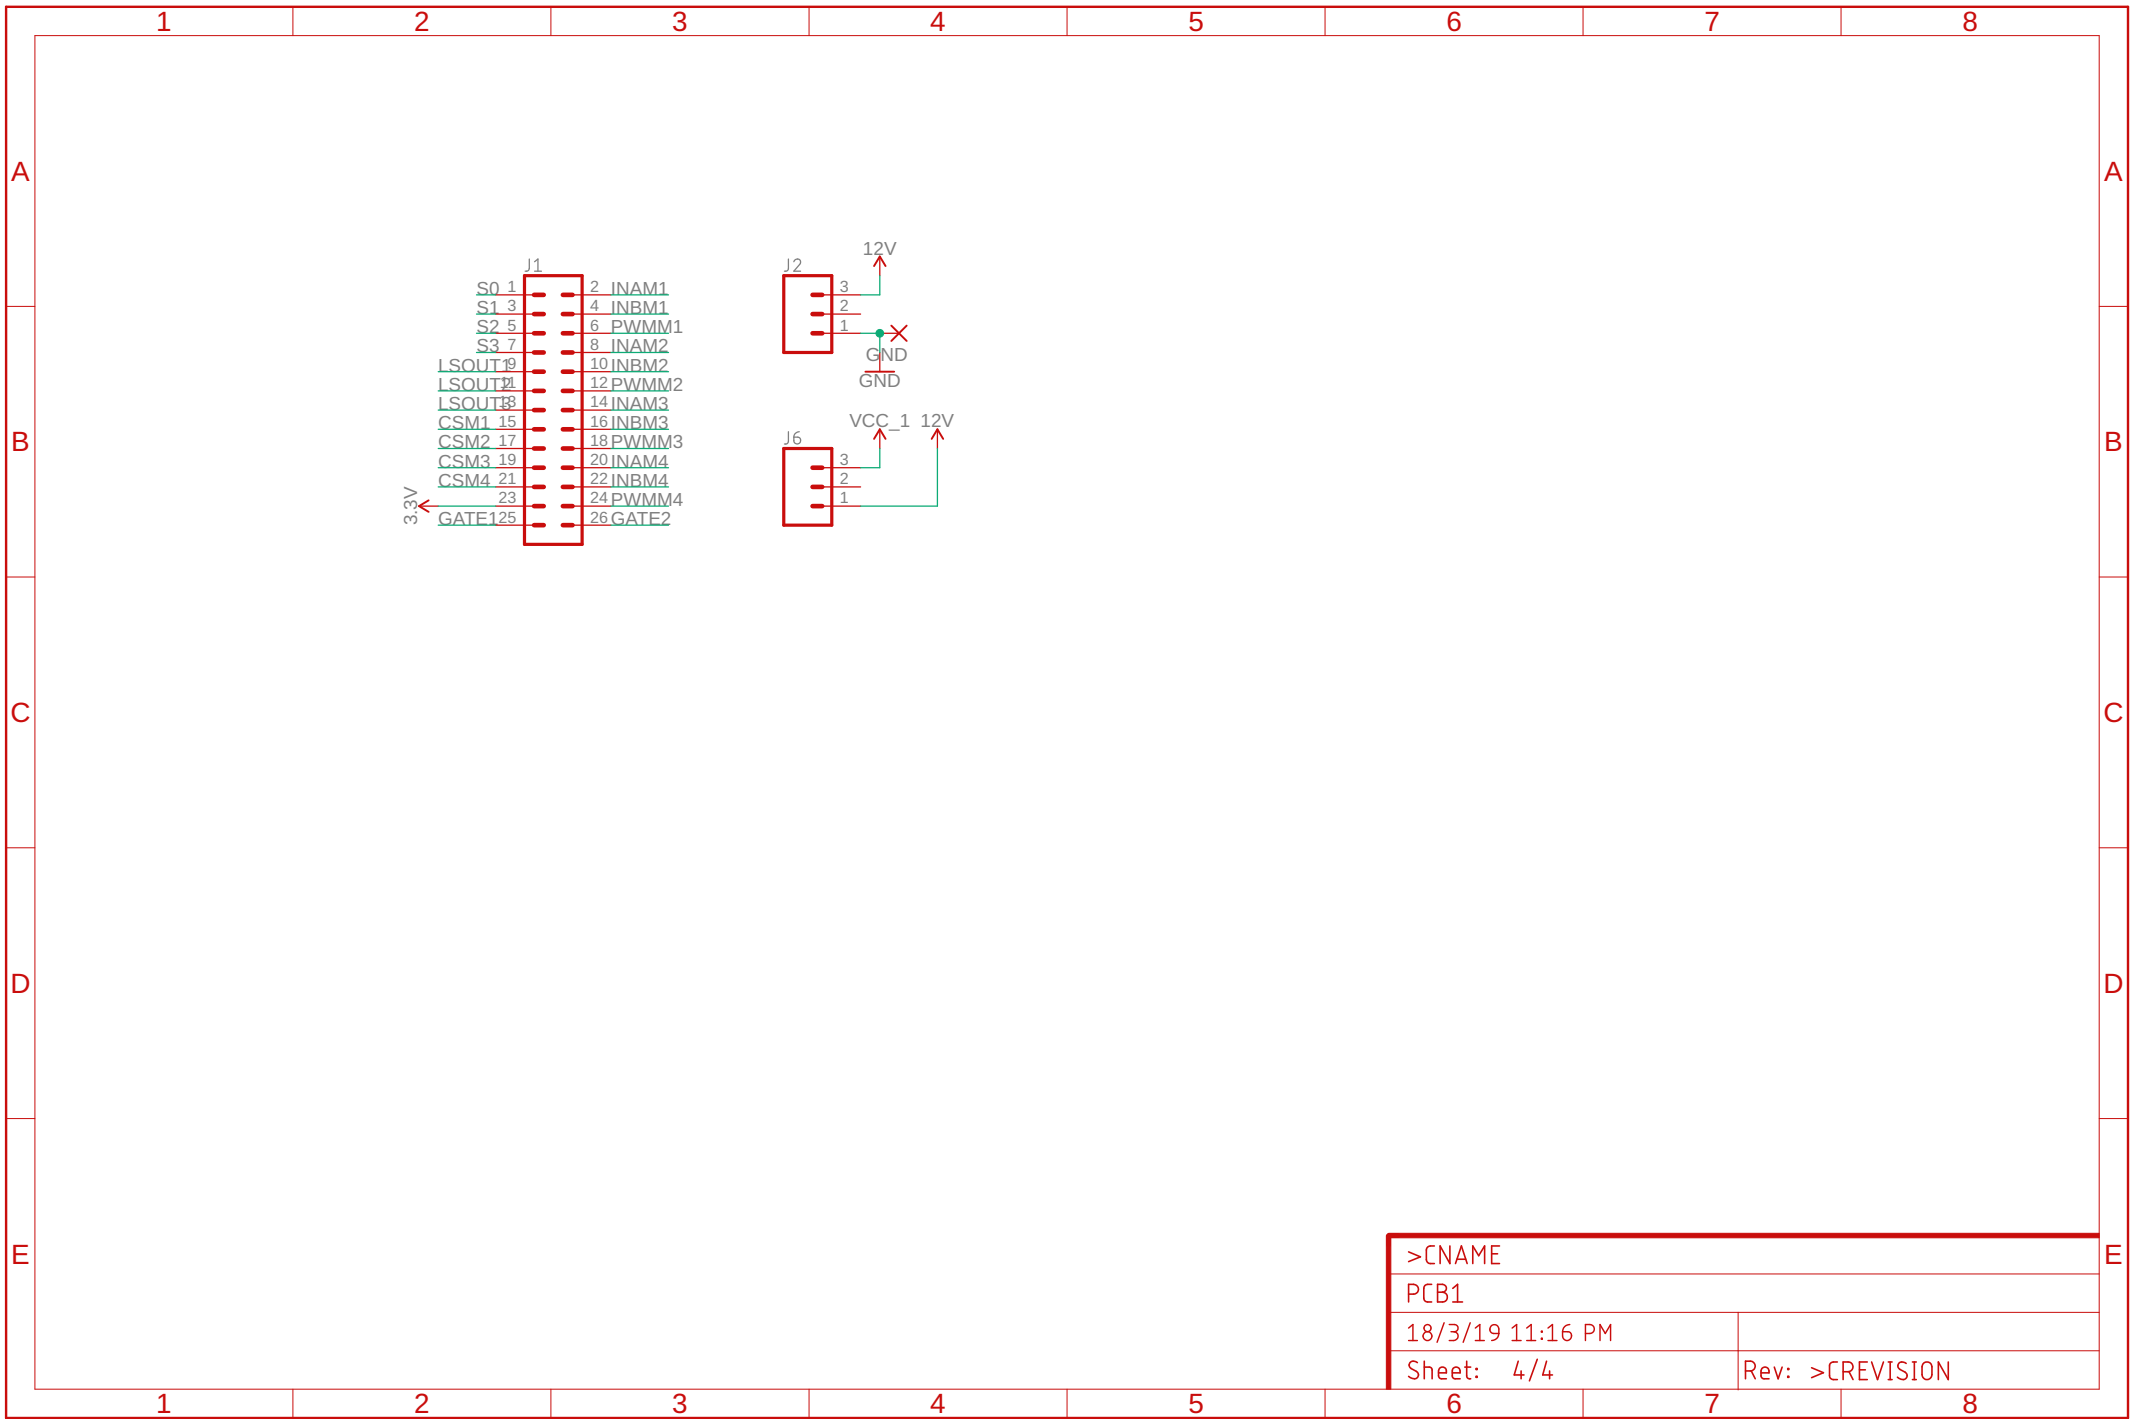 1 2 3 4 5 6 7 8
A A
12V
J1 J2
S0 1 2 INAM1 3
S1 3 4 INBM1 2
S2 5 6 PWMM1 1
S3 7 8 INAM2 GND
LSOUT1 9 10 INBM2
GND
LSOUT2 11 12 PWMM2
LSOUT3 13 14 INAM3
CSM1 15 16 INBM3 VCC_1 12V
B CSM2 17 18 PWMM3 J6 B
CSM3 19 20 INAM4 3
CSM4 21 22 INBM4 2
3.3V 23 24 PWMM4 1
GATE1 25 26 GATE2
C C
D D
E >CNAME E
PCB1
18/3/19 11:16 PM
Sheet: 4/4 Rev: >CREVISION
1 2 3 4 5 6 7 8